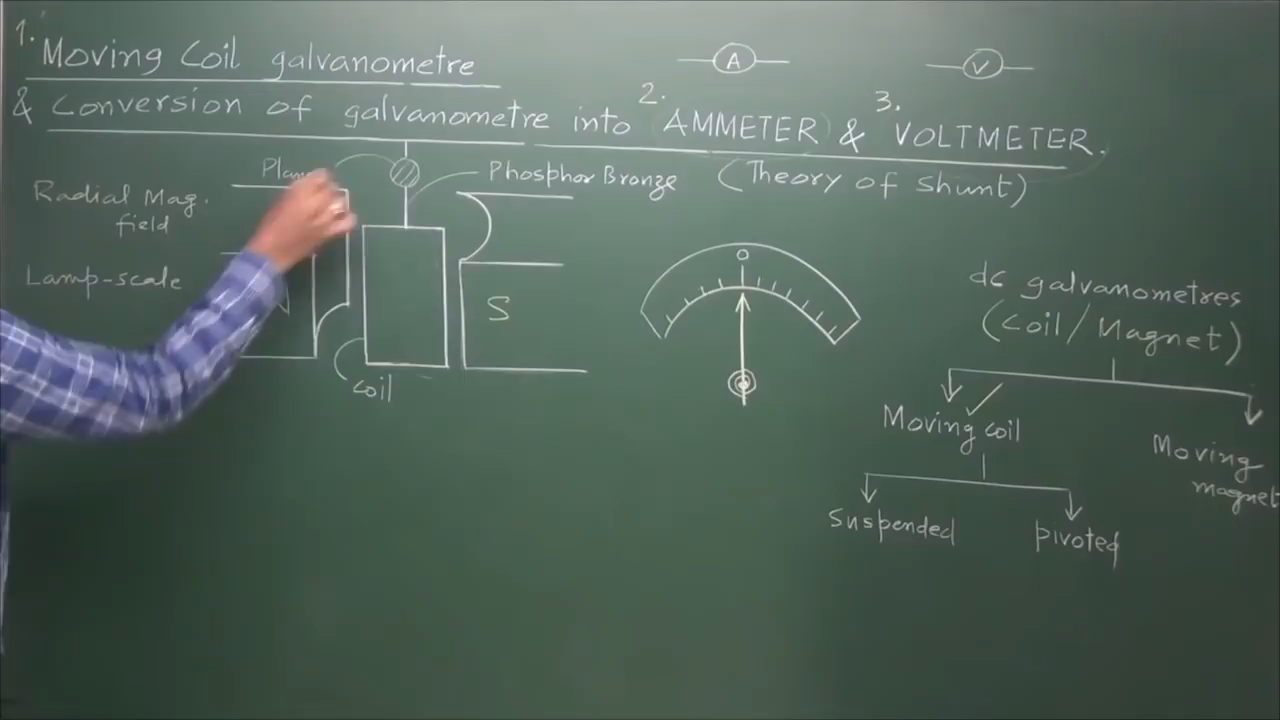 1.
Moving Coil galvanometre
& Conversion of galvanometre into
2.
AMMETER &
3.
VOLTMETER.
(Theory of shunt)
A
V
Radial Mag.
field
Lamp-scale
Phosphor Bronze
S
Coil
0
dc galvanometres
(Coil/Magnet)
Moving coil
Moving
magnet
Suspended
pivoted